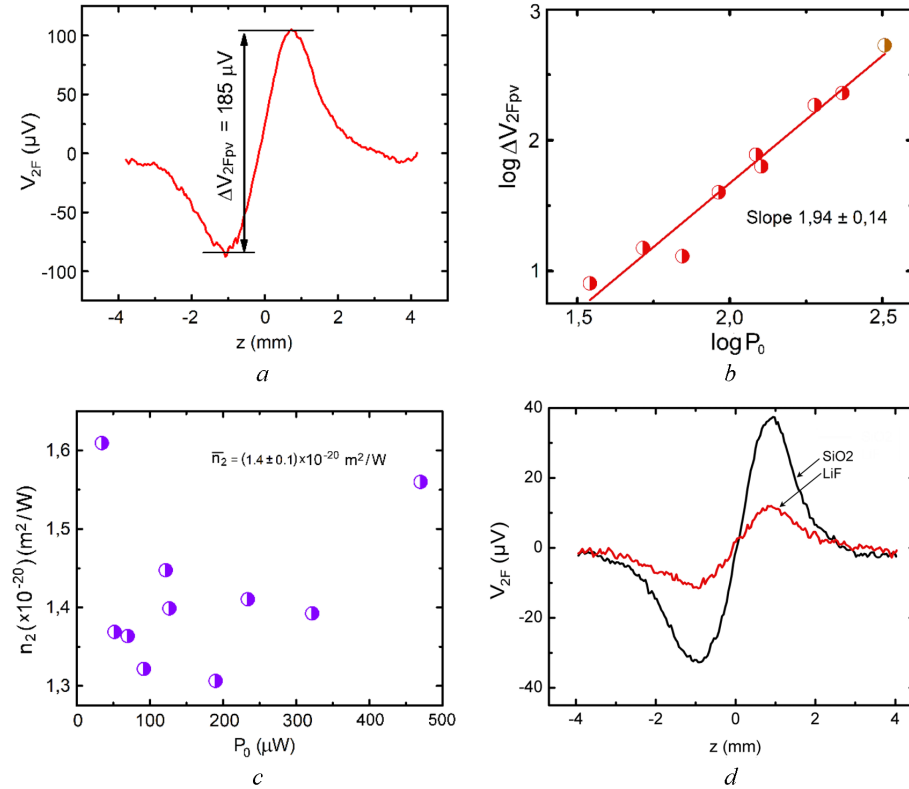 100
50
0
-50
-100
V2F (µV)
ΔV2Fpv = 185 µV
-4
-2
0
2
4
z (mm)
a
3
2
1
log ΔV2Fpv
Slope 1,94 ± 0,14
1,5
2,0
2,5
log P0
b
1,6
1,5
1,4
1,3
n2(×10-20)(m2/W)
n2 = (1.4 ± 0.1)×10-20 m2/W
0
100
200
300
400
500
P0 (µW)
c
40
20
0
-20
-40
V2F (µV)
SiO2
LiF
-4
-2
0
2
4
z (mm)
d